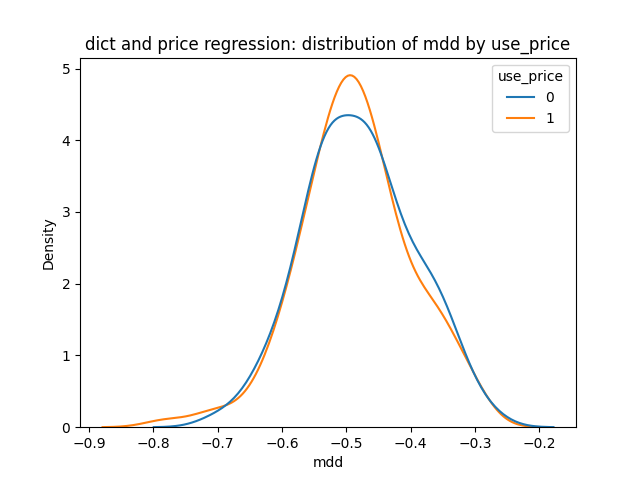 dict and price regression: distribution of mdd by use_price
use_price
0
1
Density
5
4
3
2
1
0
−0.9 −0.8 −0.7 −0.6 −0.5 −0.4 −0.3 −0.2
mdd